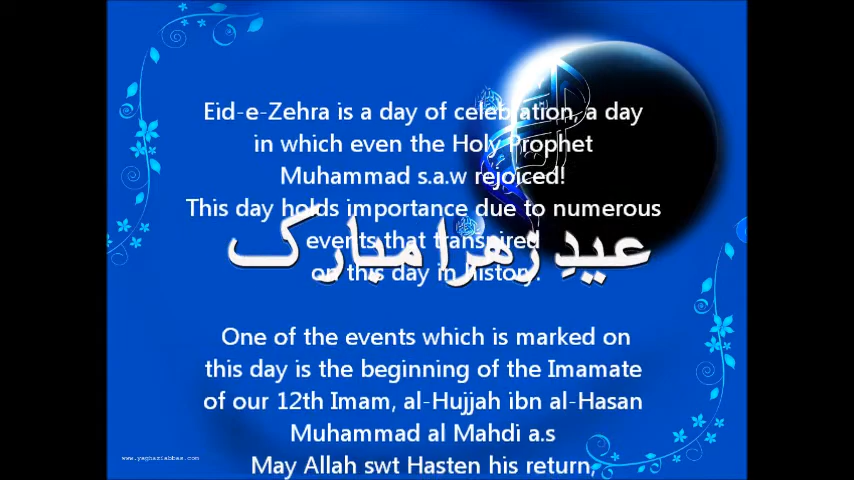 Eid-e-Zehra is a day of celebration, a day
in which even the Holy Prophet
Muhammad s.a.w rejoiced!
This day holds importance due to numerous
events that transpired
on this day in history.
عیدِ زھرا مبارک
One of the events which is marked on
this day is the beginning of the Imamate
of our 12th Imam, al-Hujjah ibn al-Hasan
Muhammad al Mahdi a.s
May Allah swt Hasten his return,
www.yaghaziabbas.com